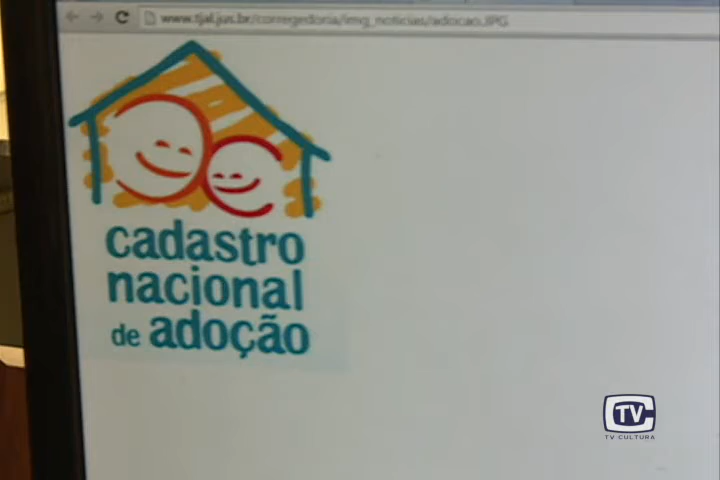 www.tjal.jus.br/corregedoria/img_noticias/adocao.JPG
cadastro
nacional
de adoção
TV
TV CULTURA